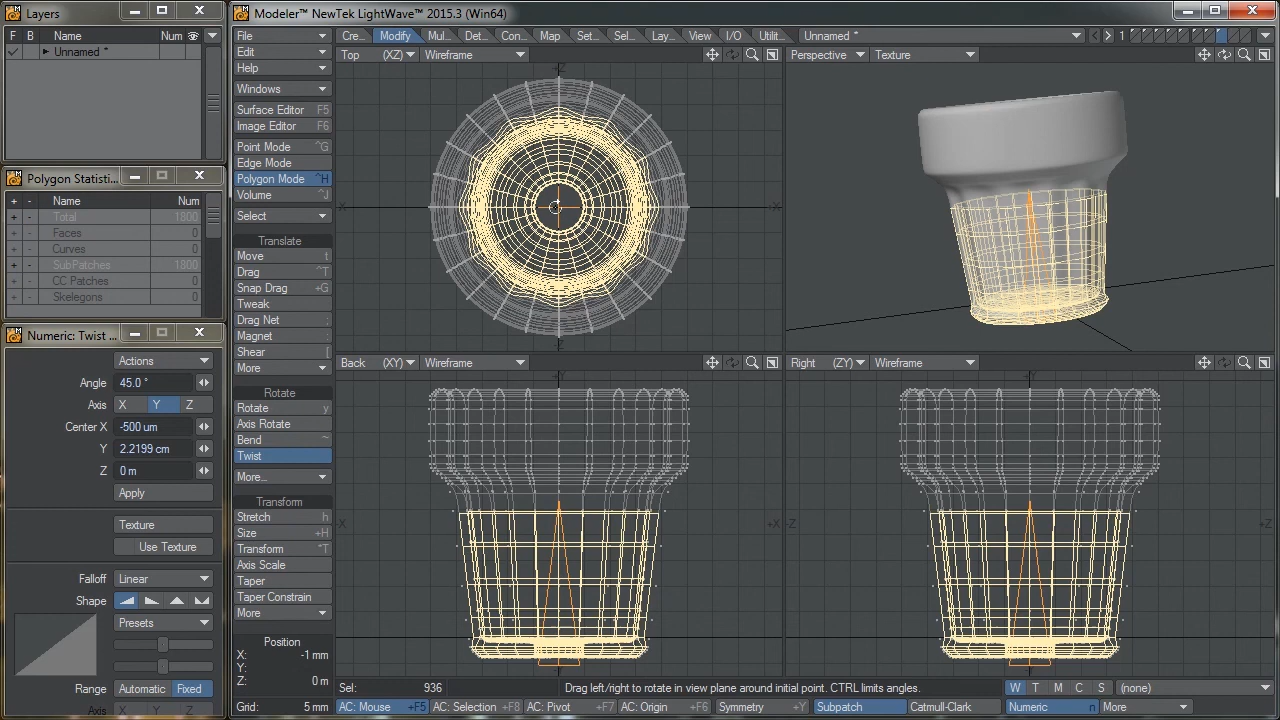 Layers
F B Name Num
Unnamed *
Polygon Statisti...
+ - Name Num
+ - Total 1800
+ - Faces 0
+ - Curves 0
+ - SubPatches 1800
+ - CC Patches 0
+ - Skelegons 0
Numeric: Twist ...
Actions
Angle 45.0 °
Axis X Y Z
Center X -500 um
Y 2.2199 cm
Z 0 m
Apply
Texture
Use Texture
Falloff Linear
Shape:
Presets
Range Automatic Fixed
Axis X Y Z
Modeler™ NewTek LightWave™ 2015.3 (Win64)
File
Edit
Help
Windows
Surface Editor F5
Image Editor F6
Point Mode ^G
Edge Mode
Polygon Mode ^H
Volume ^J
Select
Translate
Move t
Drag ^T
Snap Drag +G
Tweak
Drag Net ;
Magnet :
Shear [
More
Rotate
Rotate y
Axis Rotate
Bend ~
Twist
More...
Transform
Stretch h
Size +H
Transform *T
Axis Scale
Taper
Taper Constrain
More
Position
X: -1 mm
Y:
Z: 0 m
Grid: 5 mm
Cre... Modify Mul... Det... Con... Map Set... Sel... Lay... View I/O Utilit... Unnamed * 1
Top (XZ) Wireframe
Perspective Texture
Z
X X
Z
Back (XY) Wireframe
Right (ZY) Wireframe
Y
X X
Y
Z Z
Sel: 936 Drag left/right to rotate in view plane around initial point. CTRL limits angles. W T M C S (none)
AC: Mouse +F5 AC: Selection +F8 AC: Pivot +F7 AC: Origin +F6 Symmetry +Y Subpatch Catmull-Clark Numeric n More